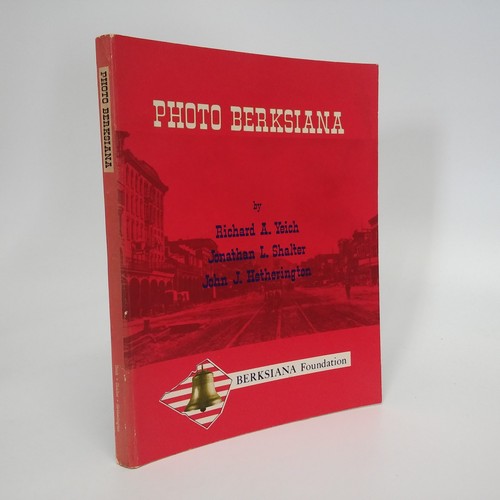 PHOTO BERKSIANA
PHOTO BERKSIANA
by
Richard A. Yeich
Jonathan L. Shalter
John J. Hetherington
BERKSIANA Foundation